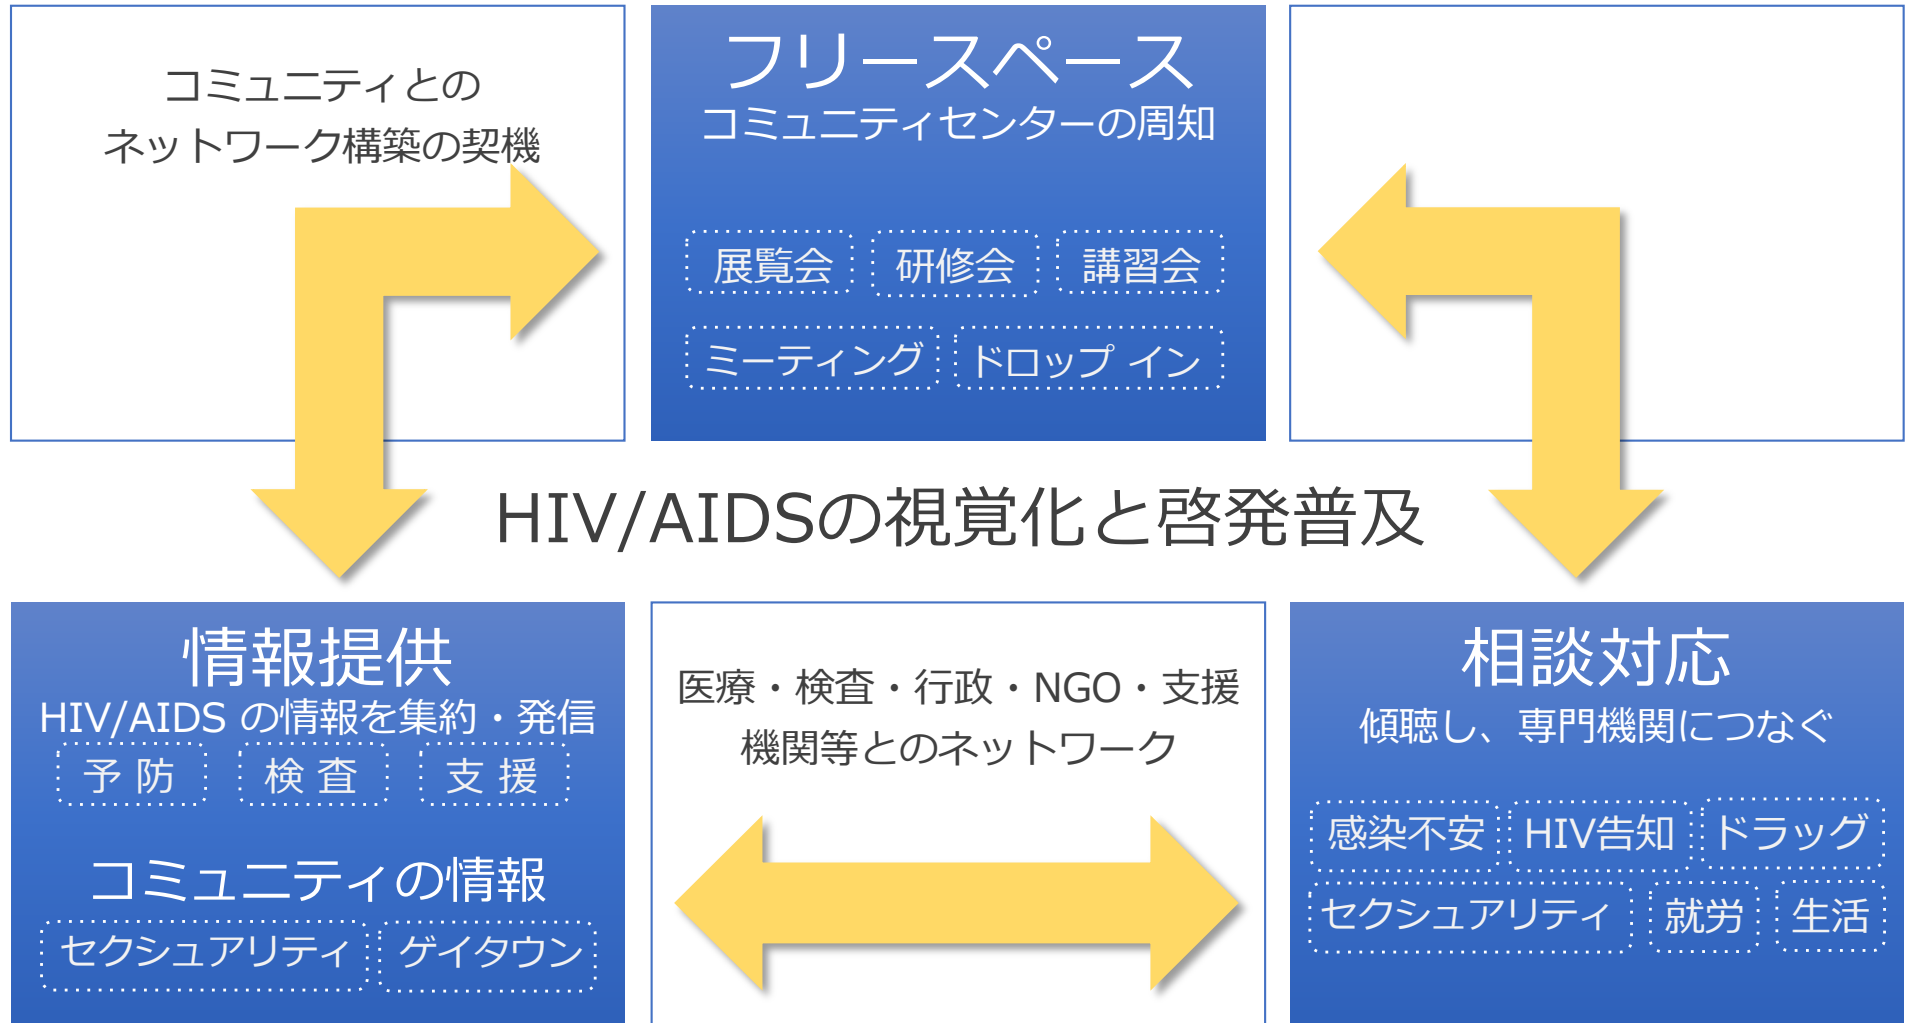 コミュニティとの
ネットワーク構築の契機
フリースペース
コミュニティセンターの周知
展覧会 研修会 講習会
ミーティング ドロップ イン
HIV/AIDSの視覚化と啓発普及
情報提供
HIV/AIDS の情報を集約・発信
予 防 検 査 支 援
コミュニティの情報
セクシュアリティ ゲイタウン
医療・検査・行政・NGO・支援
機関等とのネットワーク
相談対応
傾聴し、専門機関につなぐ
感染不安 HIV告知 ドラッグ
セクシュアリティ 就労 生活